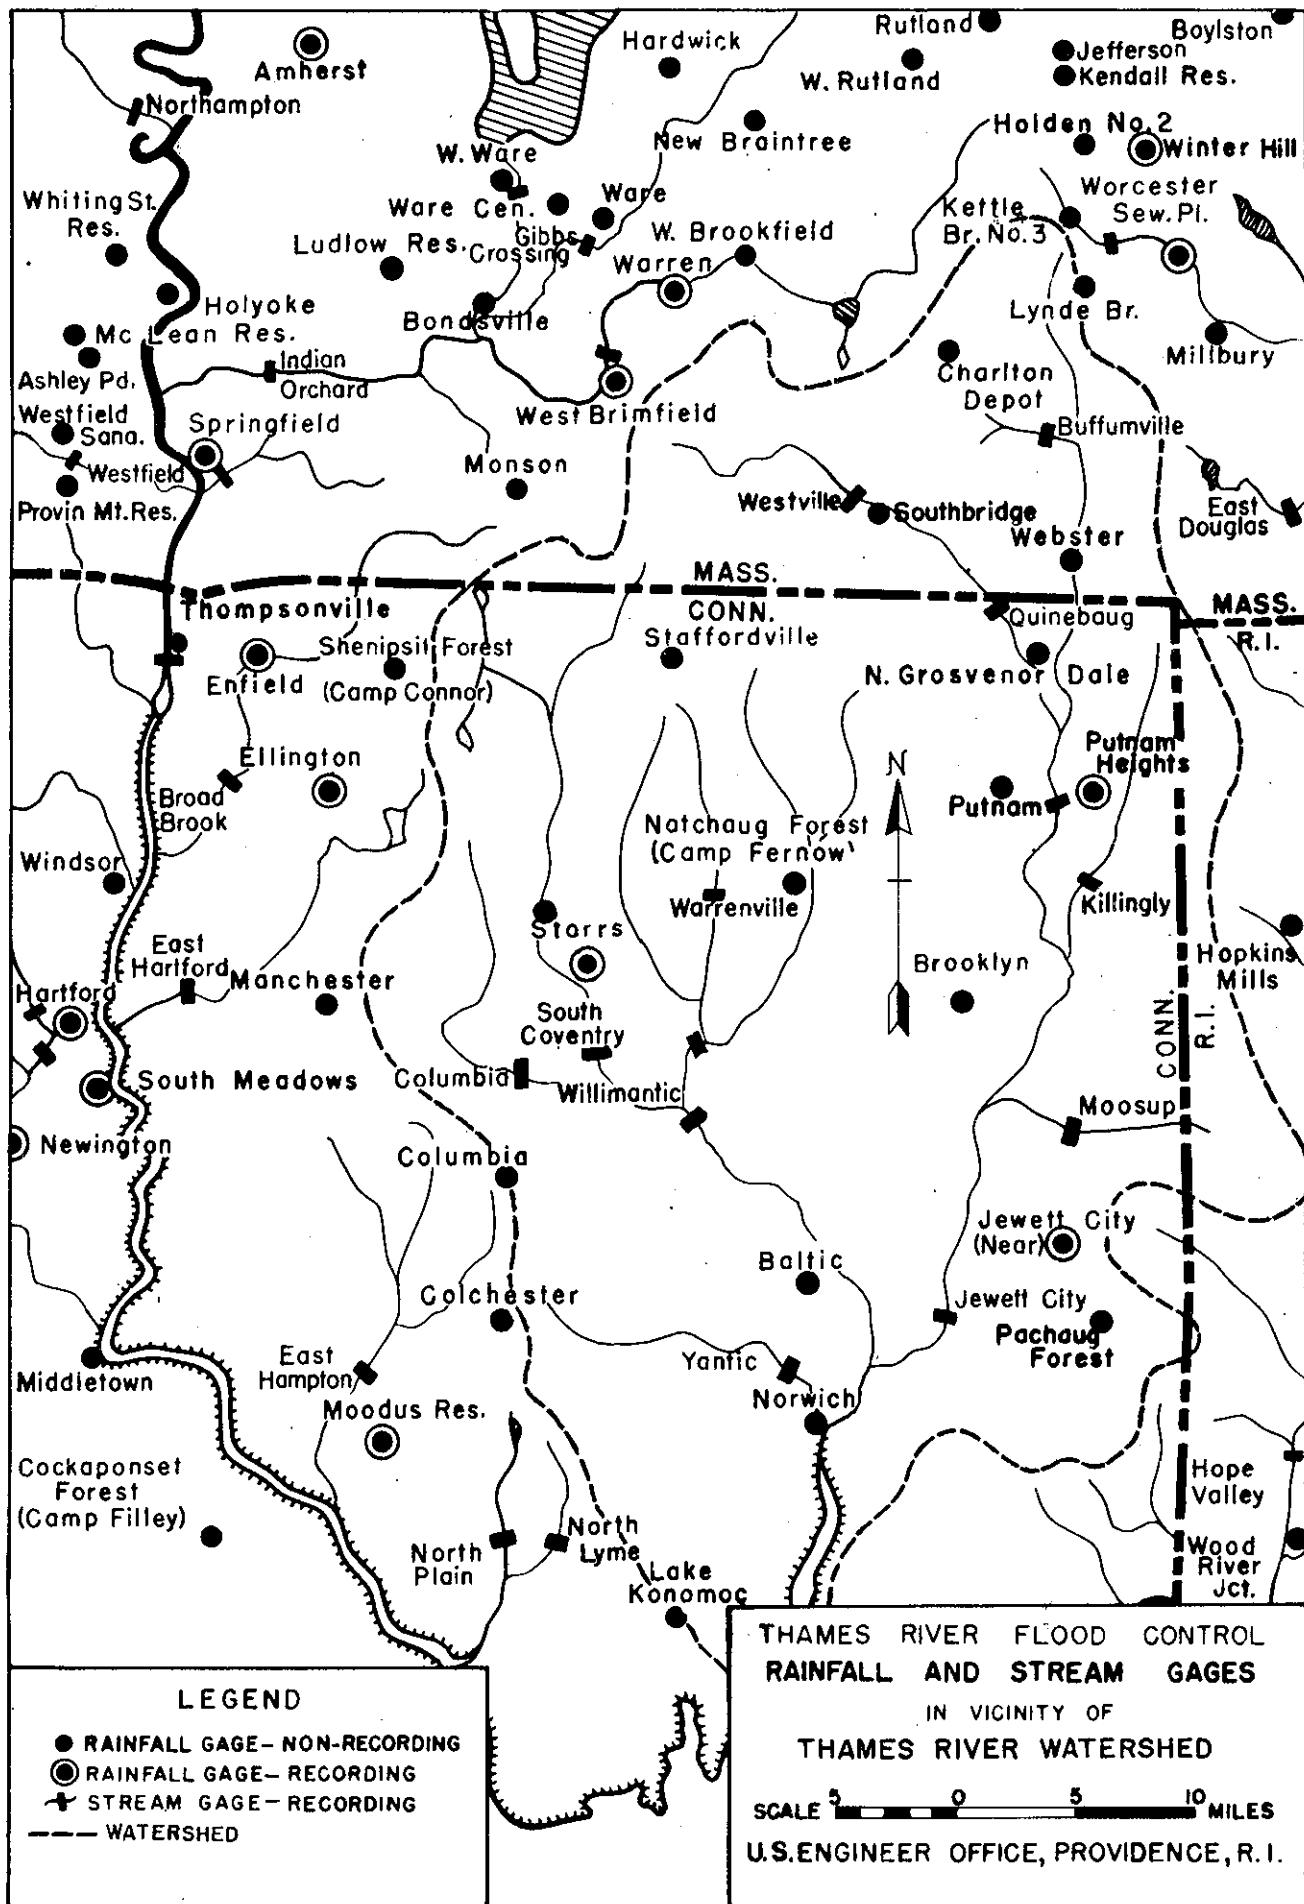 Amherst
Northampton
Hardwick
Rutland
Boylston
Jefferson
W. Rutland
Kendall Res.
New Braintree
Holden No.2
Winter Hill
W. Ware
Ware
Ware Cen.
Whiting St.
Res.
Worcester
Sew. Pl.
Kettle
Br. No.3
Ludlow Res.
Gibbs
Crossing
W. Brookfield
Warren
Holyoke
Mc Lean Res.
Bondsville
Lynde Br.
Millbury
Ashley Pd.
Indian
Orchard
Charlton
Depot
Westfield
Sana.
Springfield
West Brimfield
Buffumville
Westfield
Monson
Provin Mt. Res.
Westville
Southbridge
East
Douglas
Webster
MASS.
CONN.
MASS.
R.I.
Thompsonville
Quinebaug
Staffordville
Shenipsit Forest
(Camp Connor)
Enfield
N. Grosvenor Dale
Ellington
Putnam
Heights
N
Broad
Brook
Putnam
Natchaug Forest
(Camp Fernow)
Windsor
Warrenville
Killingly
Storrs
East
Hartford
Manchester
Brooklyn
Hopkins
Mills
Hartford
South
Coventry
CONN.
R.I.
South Meadows
Columbia
Willimantic
Moosup
Newington
Columbia
Jewett City
(Near)
Baltic
Colchester
Jewett City
Pachaug
Forest
Middletown
East
Hampton
Yantic
Norwich
Moodus Res.
Cockaponset
Forest
(Camp Filley)
Hope
Valley
North
Plain
North
Lyme
Wood
River
Jct.
Lake
Konomoc
LEGEND
RAINFALL GAGE - NON-RECORDING
RAINFALL GAGE - RECORDING
STREAM GAGE - RECORDING
WATERSHED
THAMES RIVER FLOOD CONTROL
RAINFALL AND STREAM GAGES
IN VICINITY OF
THAMES RIVER WATERSHED
SCALE 5 0 5 10 MILES
U.S. ENGINEER OFFICE, PROVIDENCE, R.I.